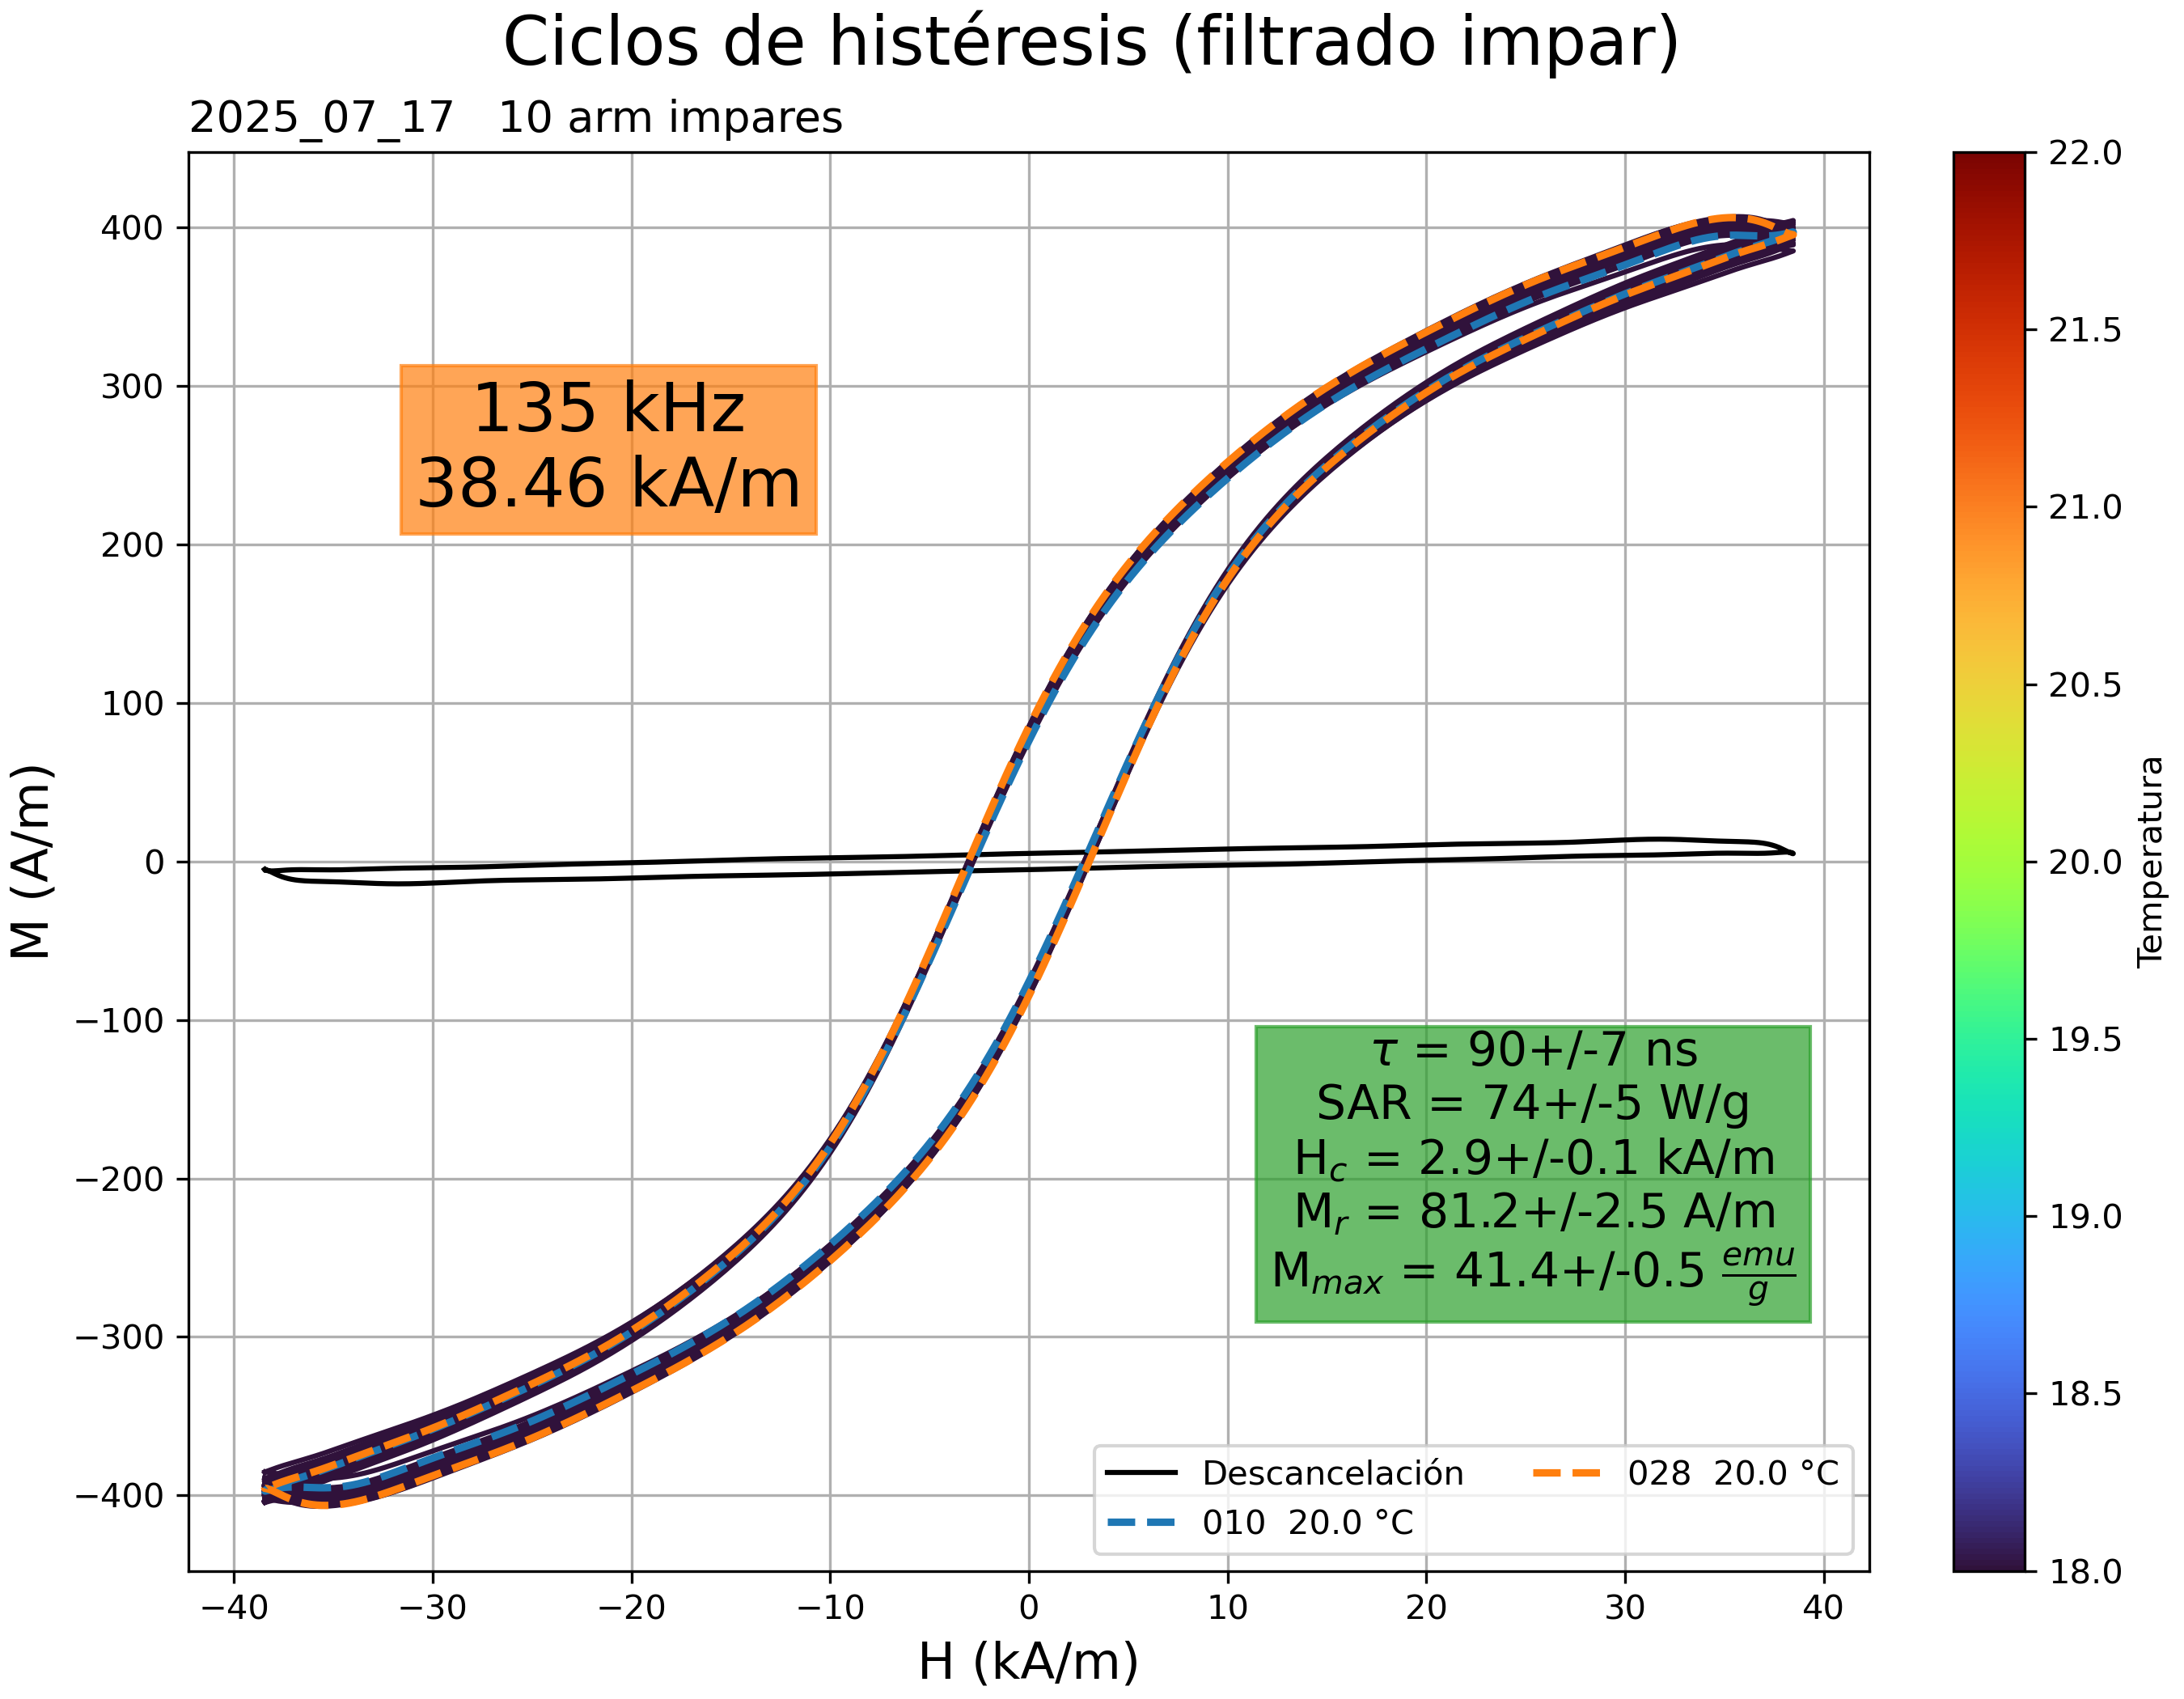 Ciclos de histéresis (filtrado impar)
2025_07_17   10 arm impares
400
300
200
100
0
−100
−200
−300
−400
M (A/m)
135 kHz
38.46 kA/m
τ = 90+/-7 ns
SAR = 74+/-5 W/g
H_c = 2.9+/-0.1 kA/m
M_r = 81.2+/-2.5 A/m
M_max = 41.4+/-0.5 emu/g
Descancelación
010  20.0 °C
028  20.0 °C
−40
−30
−20
−10
0
10
20
30
40
H (kA/m)
22.0
21.5
21.0
20.5
20.0
19.5
19.0
18.5
18.0
Temperatura